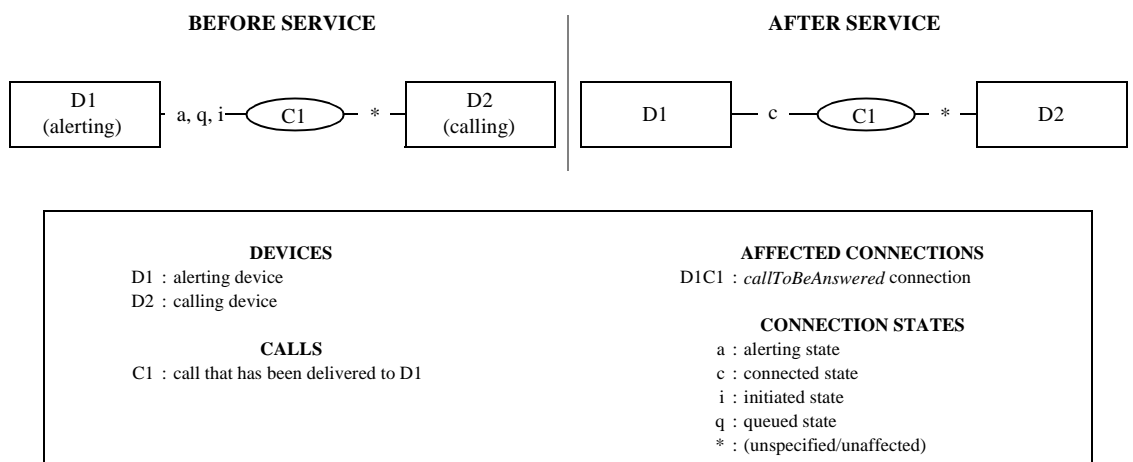 BEFORE SERVICE
AFTER SERVICE
D1
(alerting)
a, q, i
C1
*
D2
(calling)
D1
c
C1
*
D2
DEVICES
D1 : alerting device
D2 : calling device
CALLS
C1 : call that has been delivered to D1
AFFECTED CONNECTIONS
D1C1 : callToBeAnswered connection
CONNECTION STATES
a : alerting state
c : connected state
i : initiated state
q : queued state
* : (unspecified/unaffected)